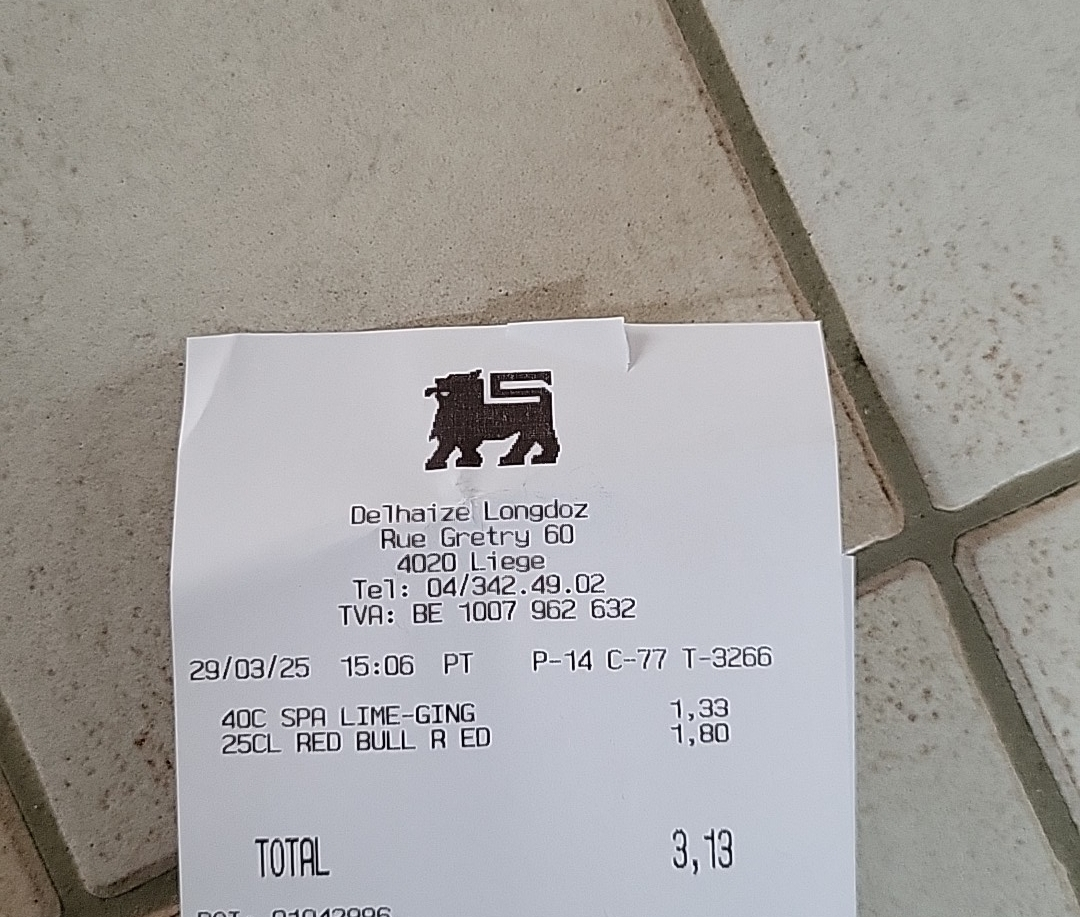 Delhaize Longdoz
Rue Gretry 60
4020 Liege
Tel: 04/342.49.02
TVA: BE 1007 962 632
29/03/25 15:06 PT P-14 C-77 T-3266
40C SPA LIME-GING 1,33
25CL RED BULL R ED 1,80
TOTAL 3,13